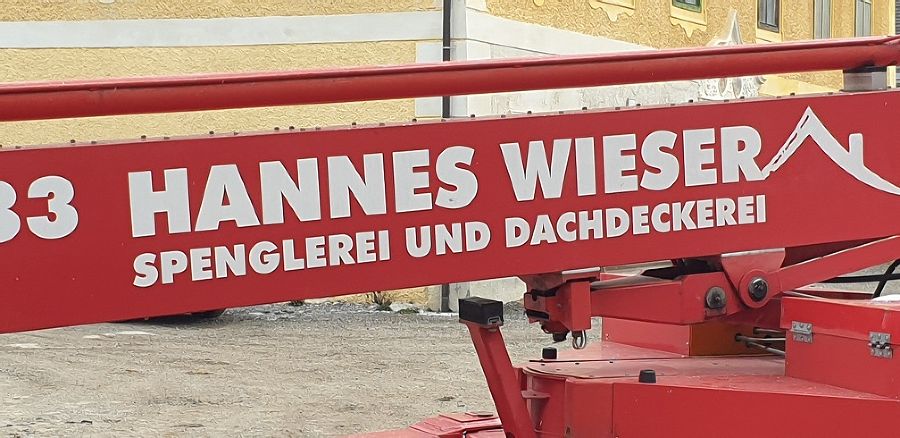 33 HANNES WIESER
SPENGLEREI UND DACHDECKEREI